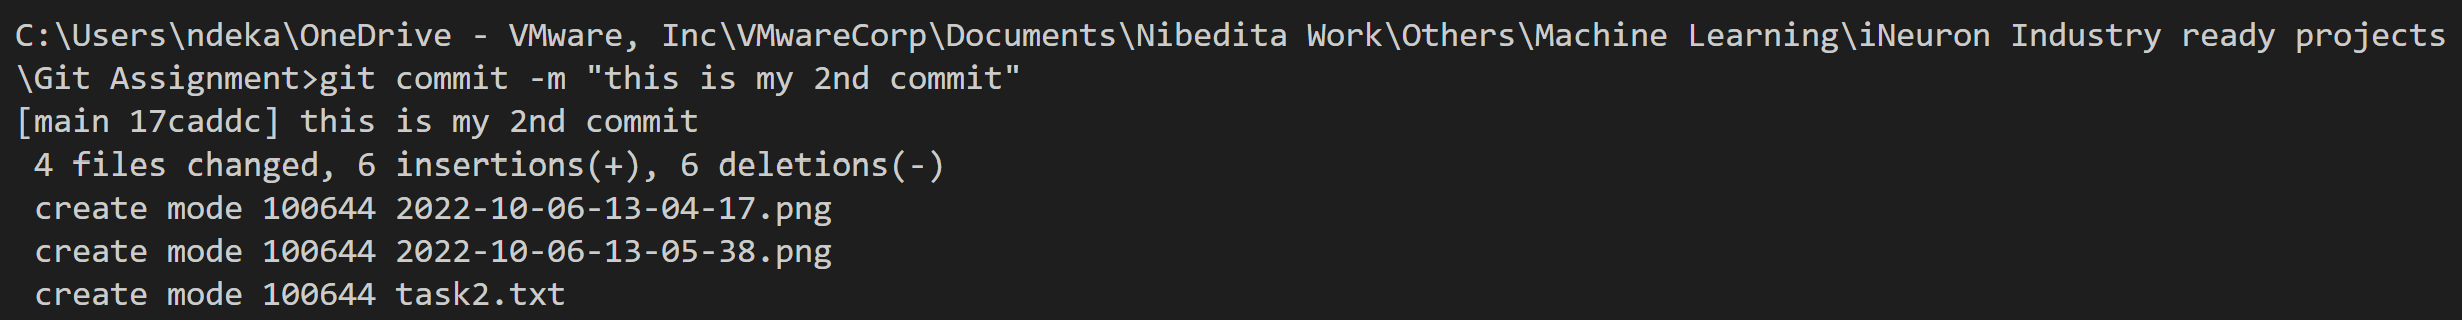 C:\Users\ndeka\OneDrive - VMware, Inc\VMwareCorp\Documents\Nibedita Work\Others\Machine Learning\iNeuron Industry ready projects
\Git Assignment>git commit -m "this is my 2nd commit"
[main 17caddc] this is my 2nd commit
 4 files changed, 6 insertions(+), 6 deletions(-)
 create mode 100644 2022-10-06-13-04-17.png
 create mode 100644 2022-10-06-13-05-38.png
 create mode 100644 task2.txt